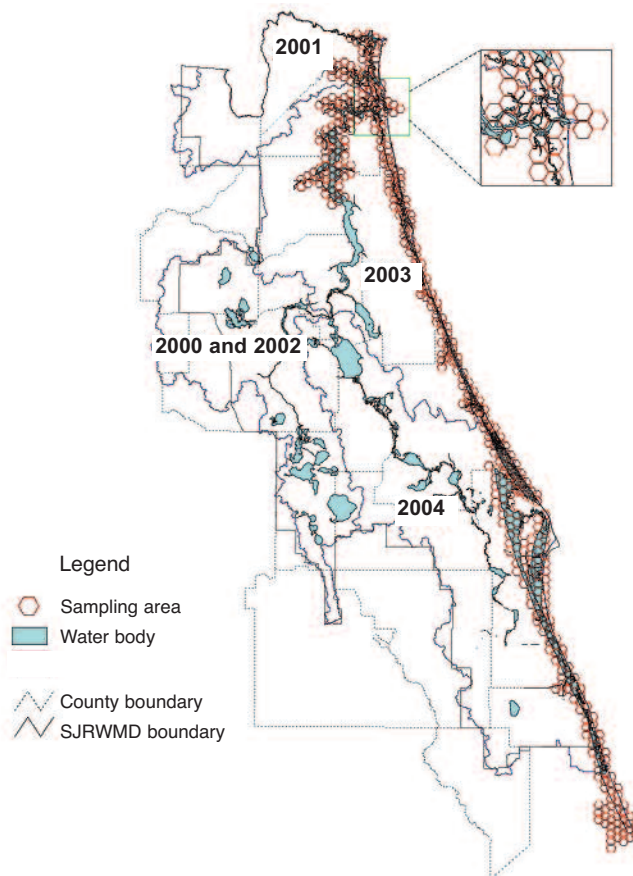 2001
2003
2000 and 2002
2004
Legend
Sampling area
Water body
County boundary
SJRWMD boundary